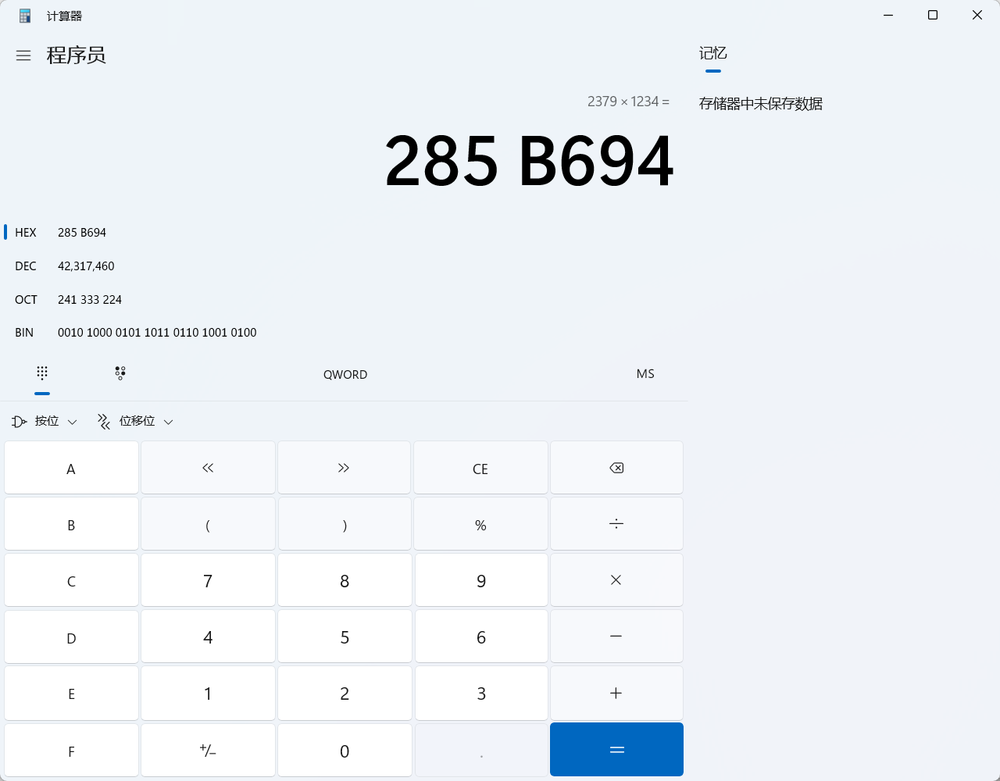 计算器
程序员
记忆
2379 × 1234 =
存储器中未保存数据
285 B694
HEX 285 B694
DEC 42,317,460
OCT 241 333 224
BIN 0010 1000 0101 1011 0110 1001 0100
QWORD MS
按位 位移位
A << >> CE
B ( ) % ÷
C 7 8 9 ×
D 4 5 6 −
E 1 2 3 +
F +/− 0 . =